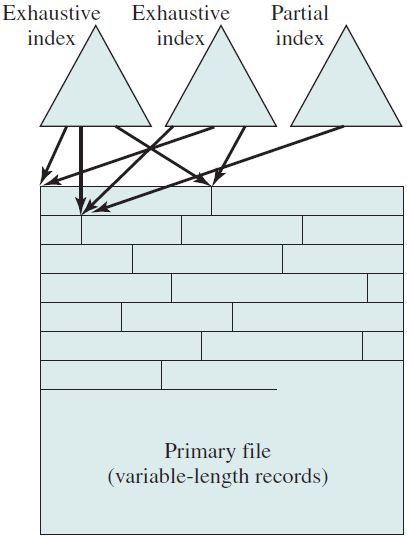 Exhaustive
index
Exhaustive
index
Partial
index
Primary file
(variable-length records)